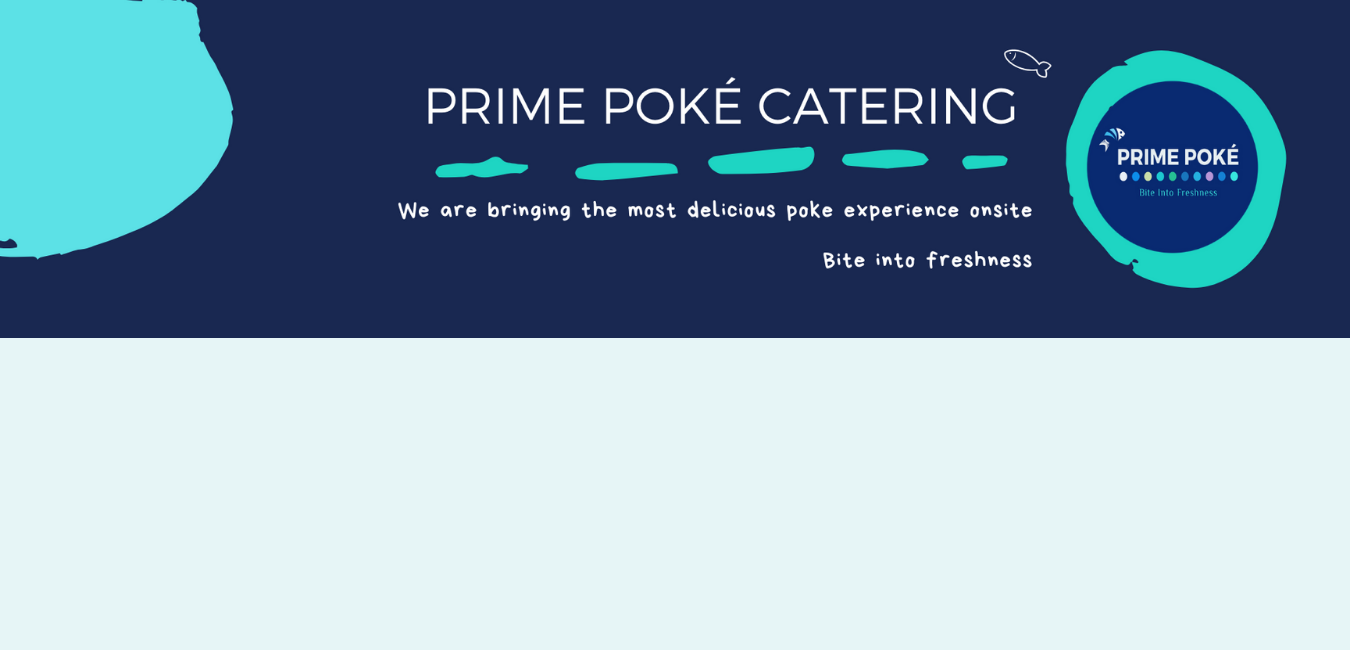 PRIME POKÉ CATERING
We are bringing the most delicious poke experience onsite
Bite into freshness
PRIME POKÉ
Bite Into Freshness